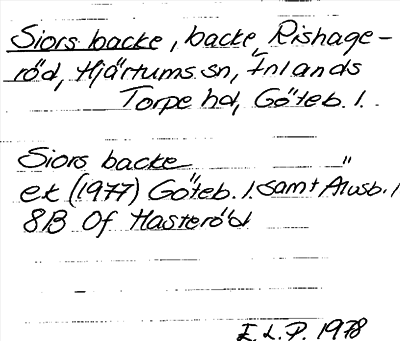 Siors backe, backe Rishage-
röd, Hjärtums sn, Inlands
Torpe hd, Göteb. l.
Siors backe "
ek (1977) Göteb. l. samt Älvsb. l
8B 0f Hasteröd
E.L.P. 1978